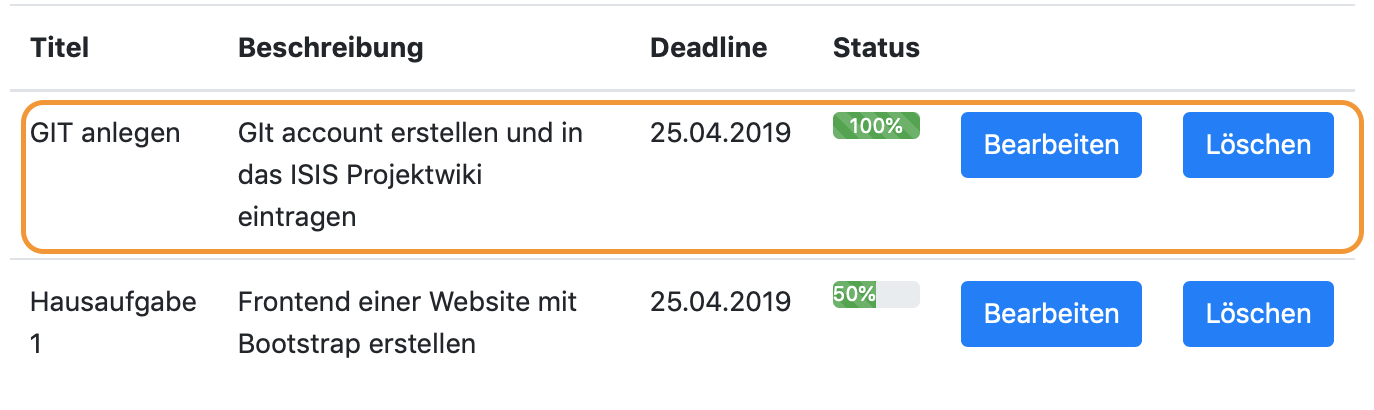 Titel Beschreibung Deadline Status
GIT anlegen GIt account erstellen und in 25.04.2019 100% Bearbeiten Löschen
das ISIS Projektwiki
eintragen
Hausaufgabe Frontend einer Website mit 25.04.2019 50% Bearbeiten Löschen
1 Bootstrap erstellen